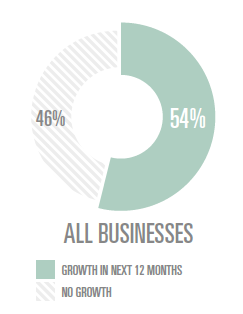 46%
54%
ALL BUSINESSES
GROWTH IN NEXT 12 MONTHS
NO GROWTH